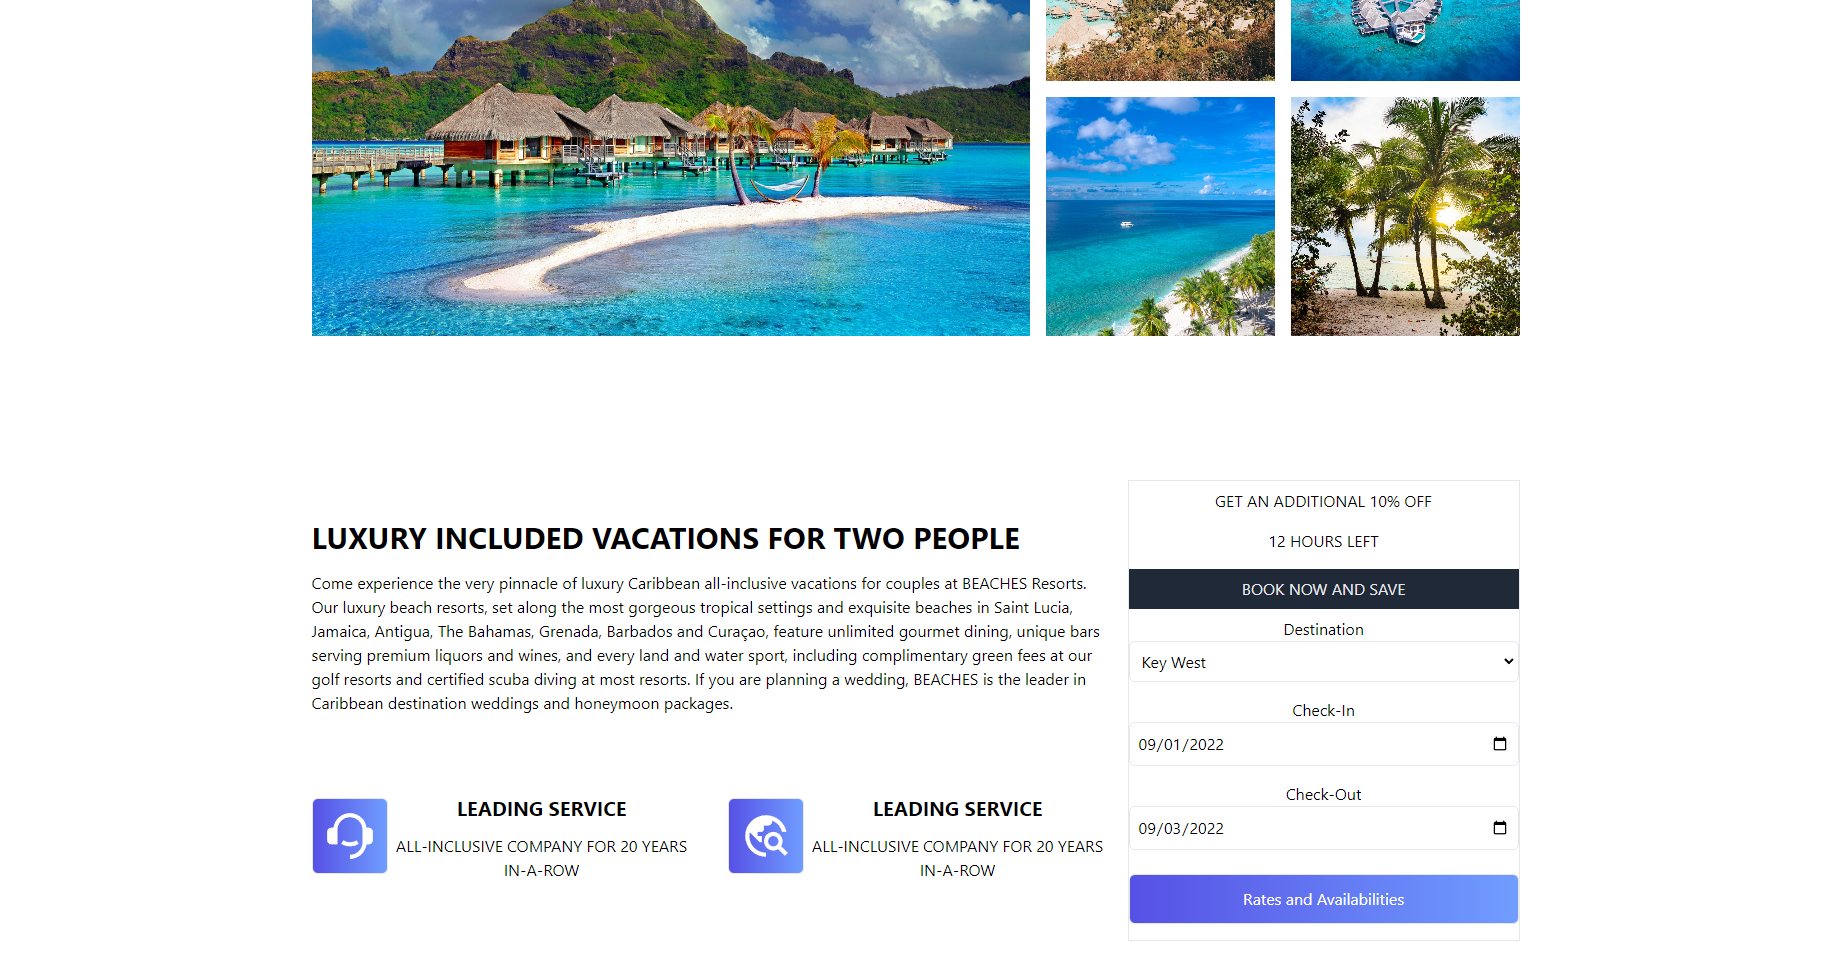 LUXURY INCLUDED VACATIONS FOR TWO PEOPLE
Come experience the very pinnacle of luxury Caribbean all-inclusive vacations for couples at BEACHES Resorts.
Our luxury beach resorts, set along the most gorgeous tropical settings and exquisite beaches in Saint Lucia,
Jamaica, Antigua, The Bahamas, Grenada, Barbados and Curaçao, feature unlimited gourmet dining, unique bars
serving premium liquors and wines, and every land and water sport, including complimentary green fees at our
golf resorts and certified scuba diving at most resorts. If you are planning a wedding, BEACHES is the leader in
Caribbean destination weddings and honeymoon packages.
LEADING SERVICE
ALL-INCLUSIVE COMPANY FOR 20 YEARS
IN-A-ROW
LEADING SERVICE
ALL-INCLUSIVE COMPANY FOR 20 YEARS
IN-A-ROW
GET AN ADDITIONAL 10% OFF
12 HOURS LEFT
BOOK NOW AND SAVE
Destination
Key West
Check-In
09/01/2022
Check-Out
09/03/2022
Rates and Availabilities